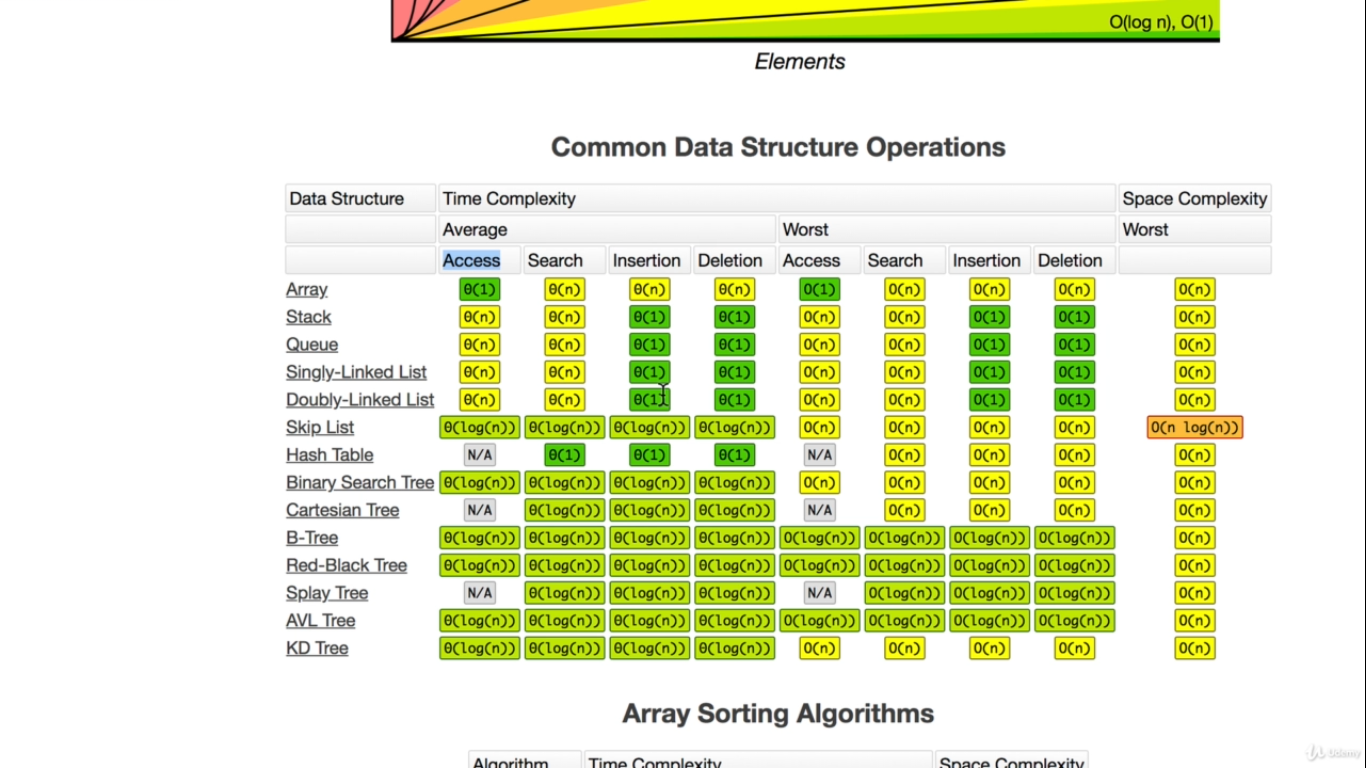 O(log n), O(1)
Elements
Common Data Structure Operations
Data Structure Time Complexity Space Complexity
Average Worst Worst
Access Search Insertion Deletion Access Search Insertion Deletion
Array Θ(1) Θ(n) Θ(n) Θ(n) O(1) O(n) O(n) O(n) O(n)
Stack Θ(n) Θ(n) Θ(1) Θ(1) O(n) O(n) O(1) O(1) O(n)
Queue Θ(n) Θ(n) Θ(1) Θ(1) O(n) O(n) O(1) O(1) O(n)
Singly-Linked List Θ(n) Θ(n) Θ(1) Θ(1) O(n) O(n) O(1) O(1) O(n)
Doubly-Linked List Θ(n) Θ(n) Θ(1) Θ(1) O(n) O(n) O(1) O(1) O(n)
Skip List Θ(log(n)) Θ(log(n)) Θ(log(n)) Θ(log(n)) O(n) O(n) O(n) O(n) O(n log(n))
Hash Table N/A Θ(1) Θ(1) Θ(1) N/A O(n) O(n) O(n) O(n)
Binary Search Tree Θ(log(n)) Θ(log(n)) Θ(log(n)) Θ(log(n)) O(n) O(n) O(n) O(n) O(n)
Cartesian Tree N/A Θ(log(n)) Θ(log(n)) Θ(log(n)) N/A O(n) O(n) O(n) O(n)
B-Tree Θ(log(n)) Θ(log(n)) Θ(log(n)) Θ(log(n)) O(log(n)) O(log(n)) O(log(n)) O(log(n)) O(n)
Red-Black Tree Θ(log(n)) Θ(log(n)) Θ(log(n)) Θ(log(n)) O(log(n)) O(log(n)) O(log(n)) O(log(n)) O(n)
Splay Tree N/A Θ(log(n)) Θ(log(n)) Θ(log(n)) N/A O(log(n)) O(log(n)) O(log(n)) O(n)
AVL Tree Θ(log(n)) Θ(log(n)) Θ(log(n)) Θ(log(n)) O(log(n)) O(log(n)) O(log(n)) O(log(n)) O(n)
KD Tree Θ(log(n)) Θ(log(n)) Θ(log(n)) Θ(log(n)) O(n) O(n) O(n) O(n) O(n)
Array Sorting Algorithms
Algorithm Time Complexity Space Complexity
Udemy